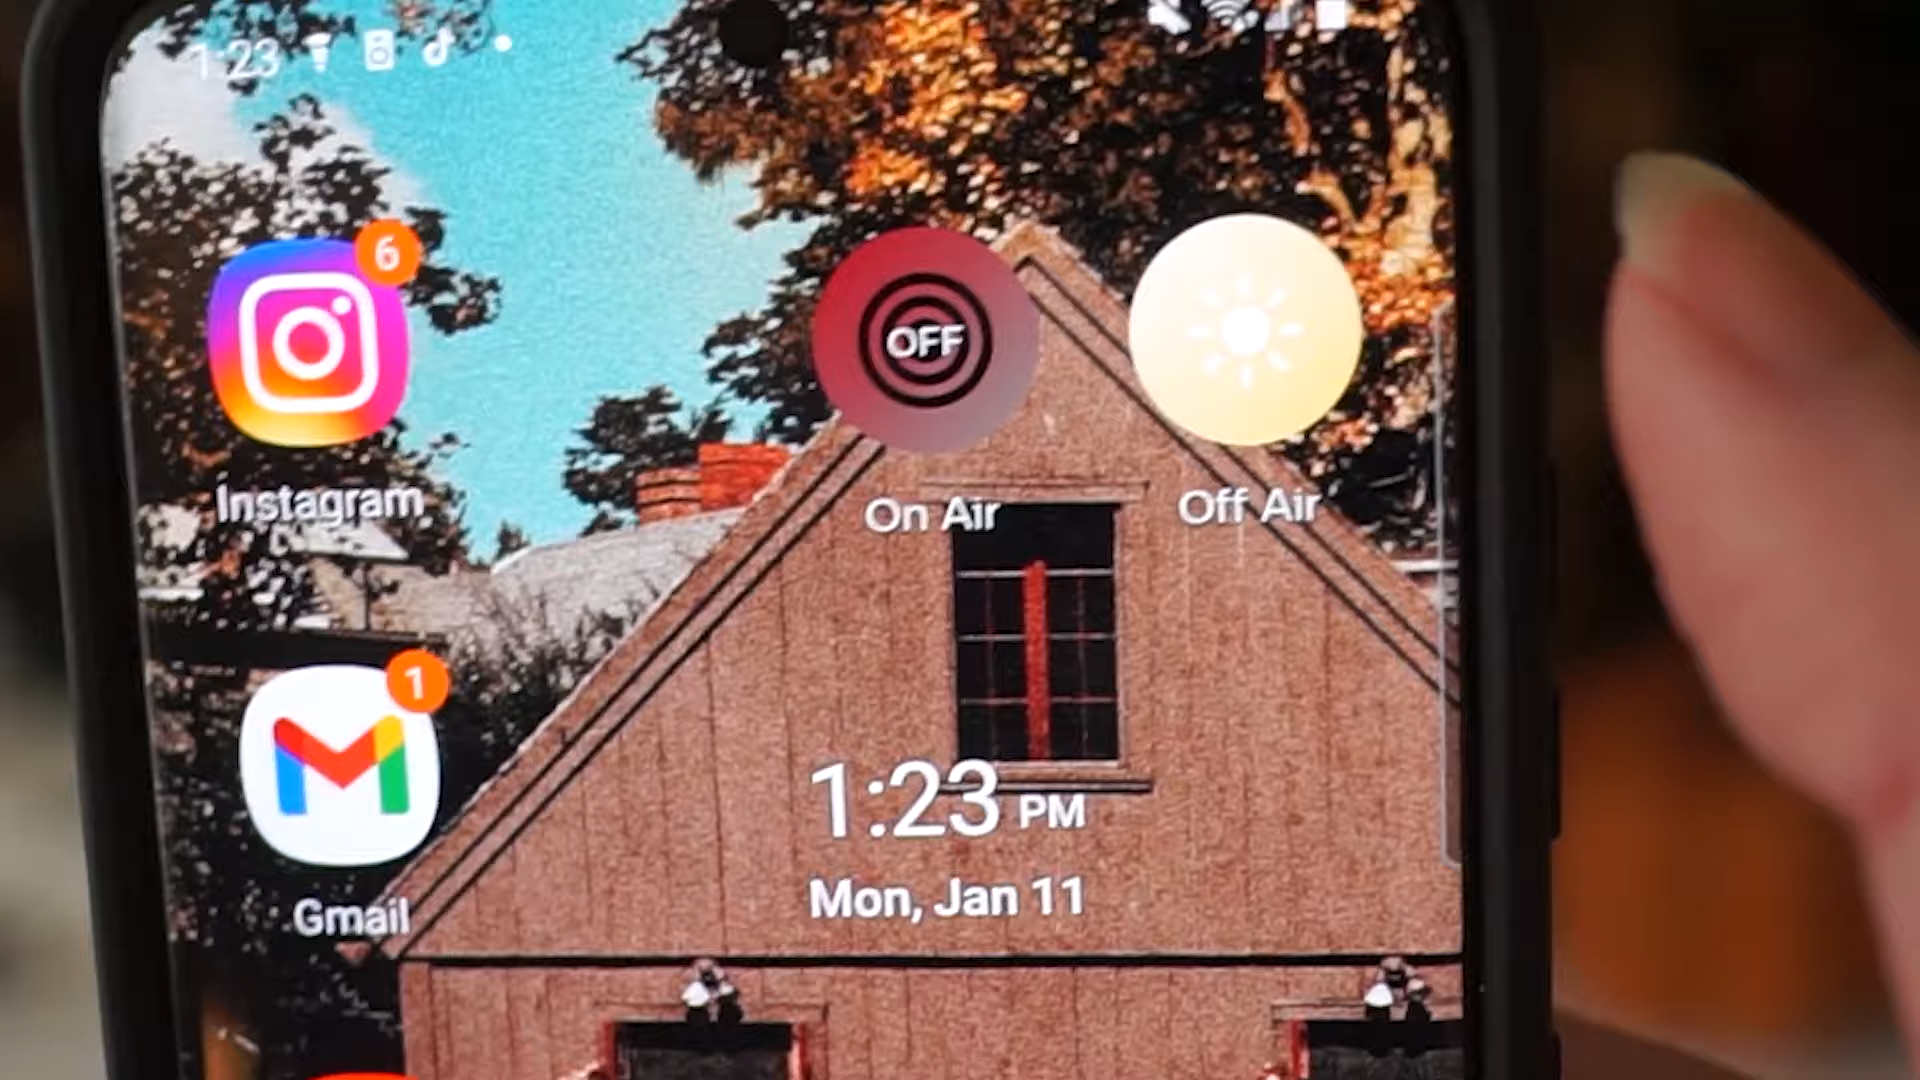 1:23
6
OFF
Instagram
On Air
Off Air
1
1:23 PM
Gmail
Mon, Jan 11